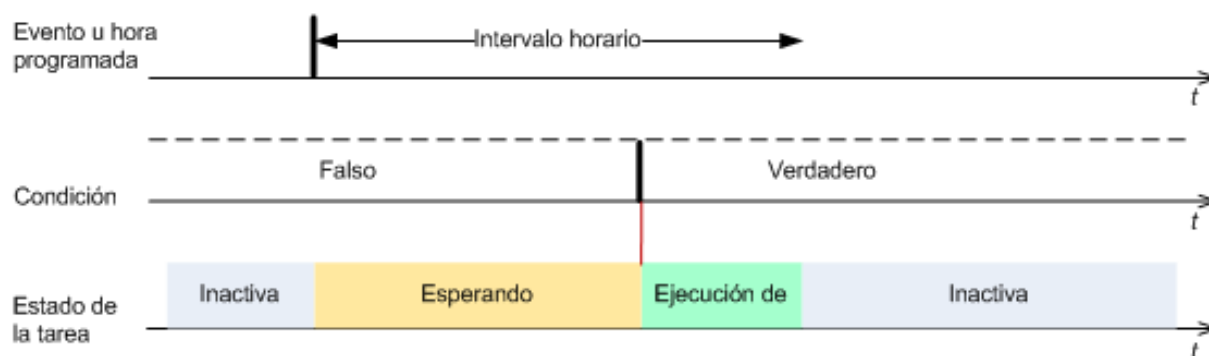 Evento u hora
programada
Intervalo horario
t
Falso
Verdadero
Condición
t
Inactiva
Esperando
Ejecución de
Inactiva
Estado de
la tarea
t